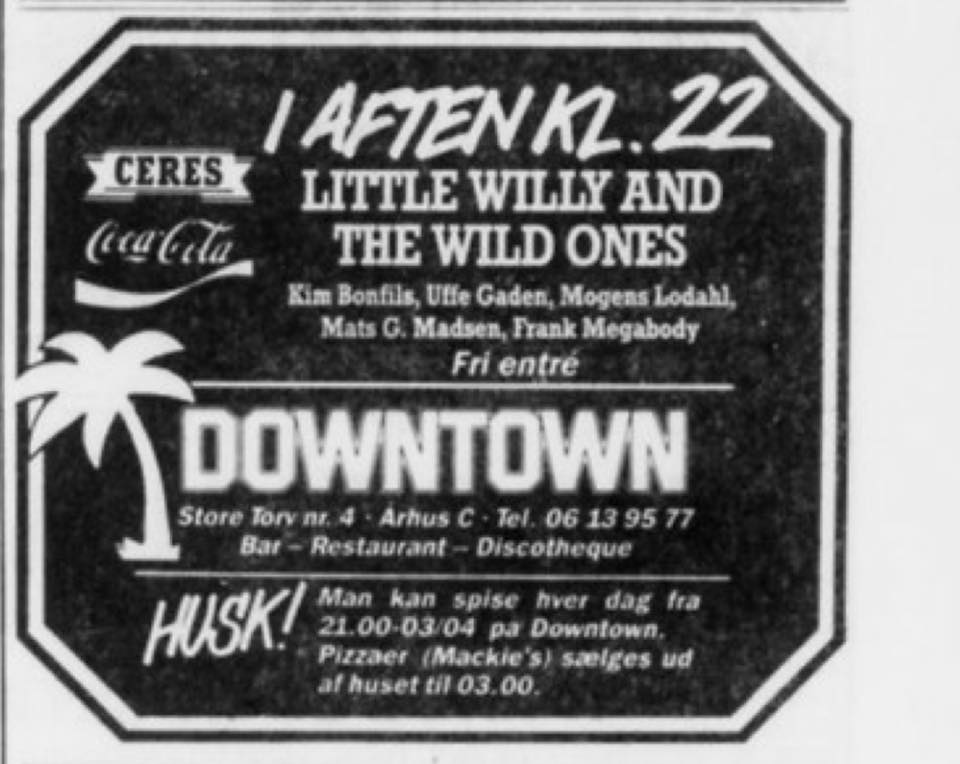 I AFTEN KL. 22
CERES
Coca-Cola
LITTLE WILLY AND
THE WILD ONES
Kim Bonfils, Uffe Gaden, Mogens Lodahl,
Mats G. Madsen, Frank Megabody
Fri entré
DOWNTOWN
Store Torv nr. 4 · Århus C · Tel. 06 13 95 77
Bar – Restaurant – Discotheque
HUSK!
Man kan spise hver dag fra
21.00-03/04 på Downtown.
Pizzaer (Mackie's) sælges ud
af huset til 03.00.